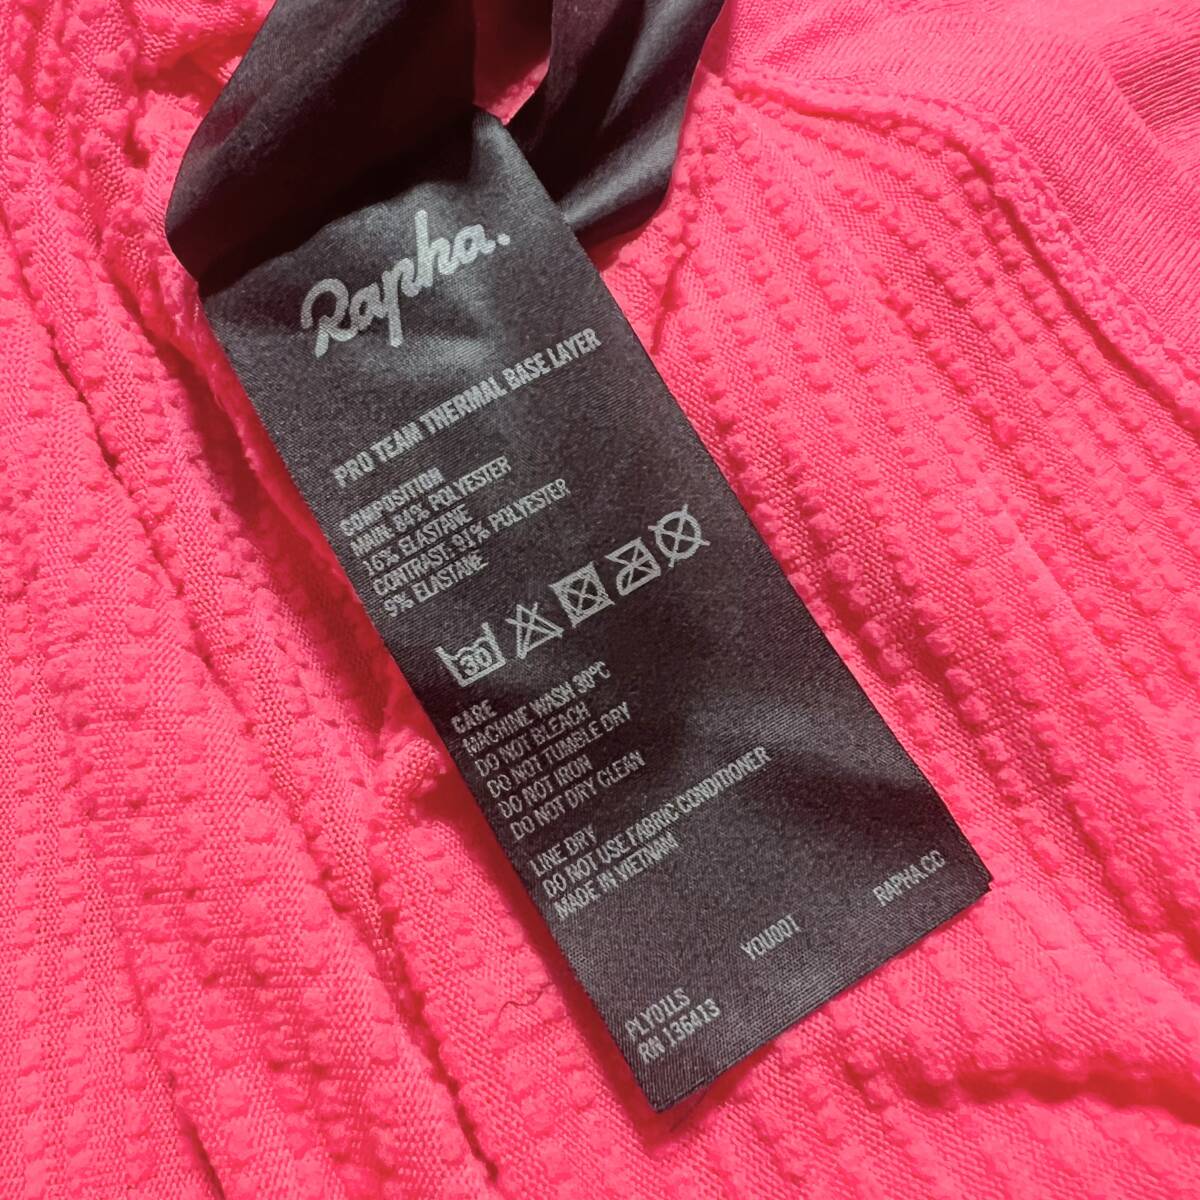 Rapha.
PRO TEAM THERMAL BASE LAYER
COMPOSITION
MAIN: 84% POLYESTER
16% ELASTANE
CONTRAST: 91% POLYESTER
9% ELASTANE
30
CARE
MACHINE WASH 30°C
DO NOT BLEACH
DO NOT TUMBLE DRY
DO NOT IRON
DO NOT DRY CLEAN
LINE DRY
DO NOT USE FABRIC CONDITIONER
MADE IN VIETNAM
YOU001
RAPHA.CC
PLY01LS
RN 136413